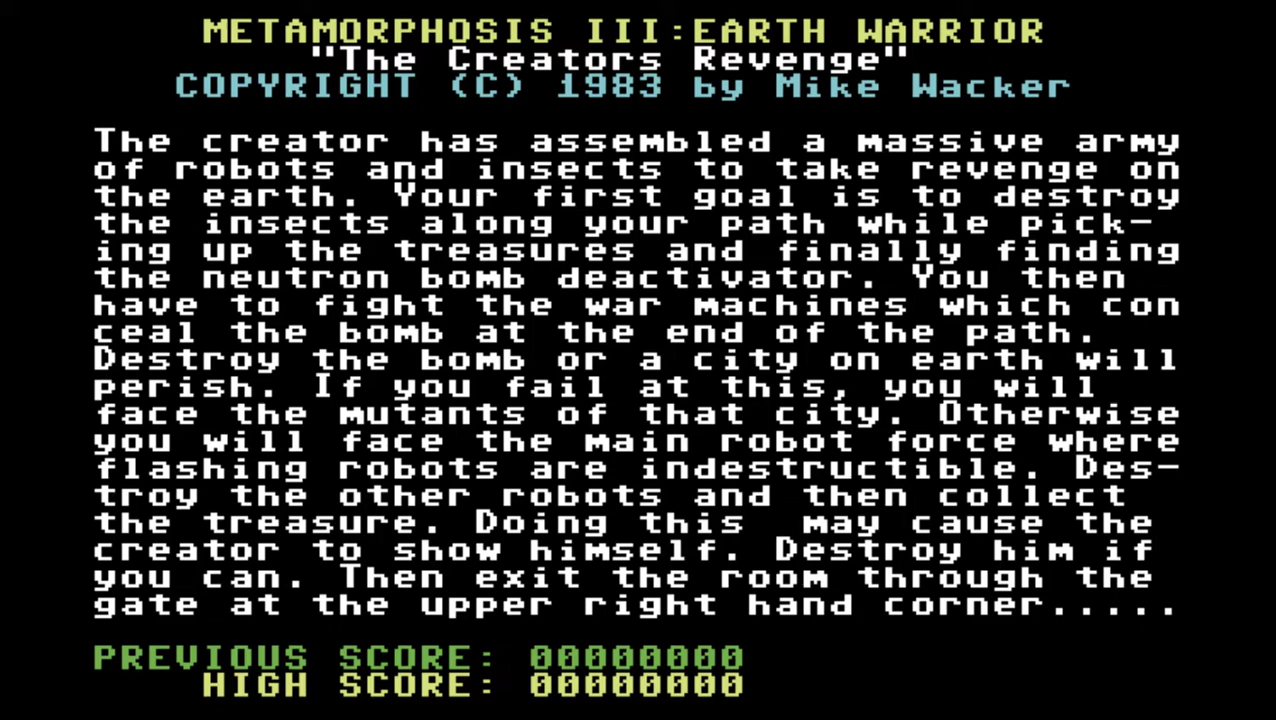 METAMORPHOSIS III:EARTH WARRIOR
"The Creators Revenge"
COPYRIGHT (C) 1983 by Mike Wacker
The creator has assembled a massive army
of robots and insects to take revenge on
the earth. Your first goal is to destroy
the insects along your path while pick-
ing up the treasures and finally finding
the neutron bomb deactivator. You then
have to fight the war machines which con
ceal the bomb at the end of the path.
Destroy the bomb or a city on earth will
perish. If you fail at this, you will
face the mutants of that city. Otherwise
you will face the main robot force where
flashing robots are indestructible. Des-
troy the other robots and then collect
the treasure. Doing this  may cause the
creator to show himself. Destroy him if
you can. Then exit the room through the
gate at the upper right hand corner.....
PREVIOUS SCORE: 00000000
HIGH SCORE: 00000000